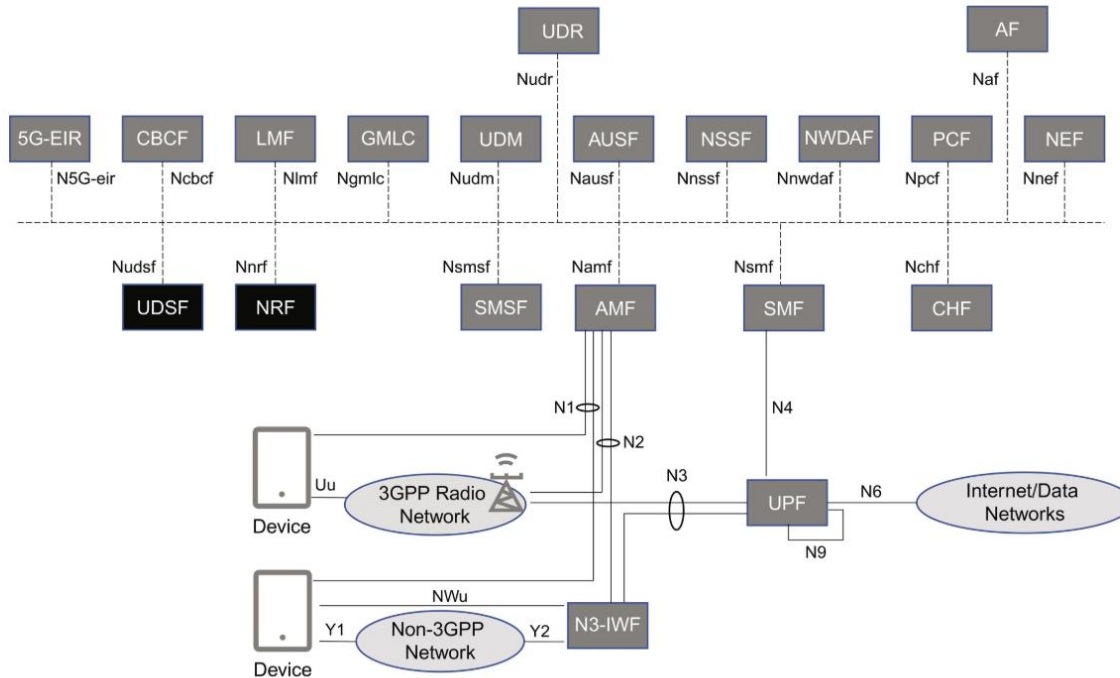 UDR
AF
Nudr
Naf
5G-EIR
CBCF
LMF
GMLC
UDM
AUSF
NSSF
NWDAF
PCF
NEF
N5G-eir
Ncbcf
Nlmf
Ngmlc
Nudm
Nausf
Nnssf
Nnwdaf
Npcf
Nnef
Nudsf
Nnrf
Nsmsf
Namf
Nsmf
Nchf
UDSF
NRF
SMSF
AMF
SMF
CHF
N1
N4
N2
Uu
3GPP Radio
Network
Device
N3
UPF
N6
Internet/Data
Networks
N9
NWu
Y1
Non-3GPP
Network
Y2
N3-IWF
Device